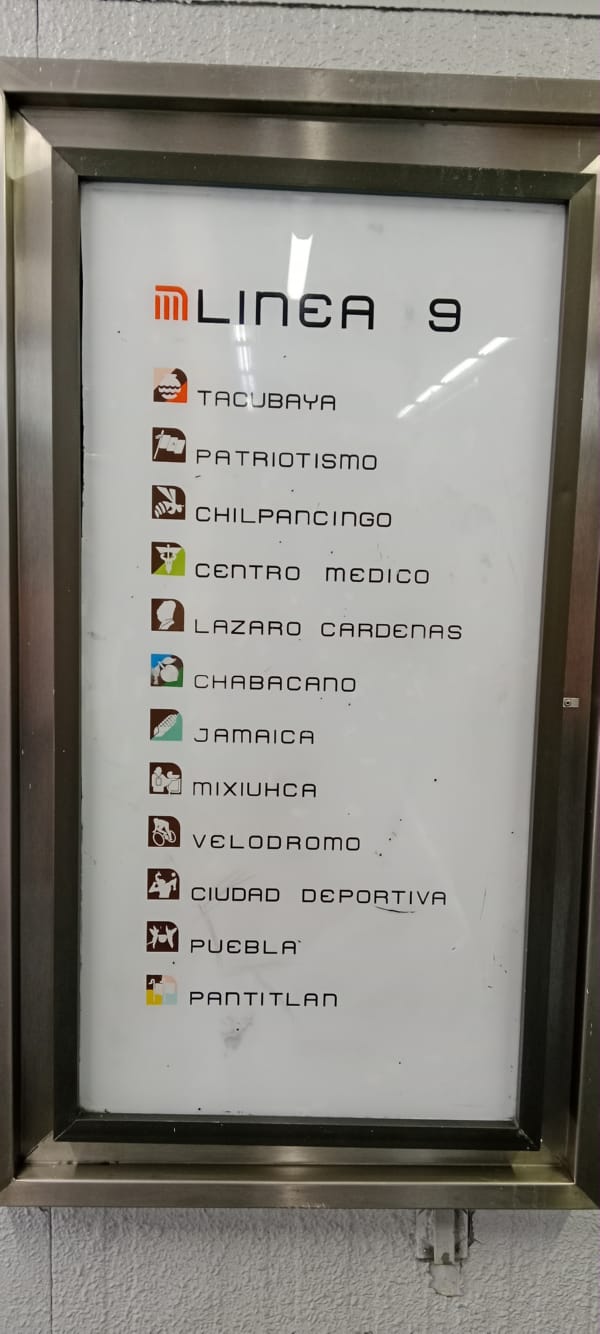 LINEA 9
TACUBAYA
PATRIOTISMO
CHILPANCINGO
CENTRO MEDICO
LAZARO CARDENAS
CHABACANO
JAMAICA
MIXIUHCA
VELODROMO
CIUDAD DEPORTIVA
PUEBLA
PANTITLAN